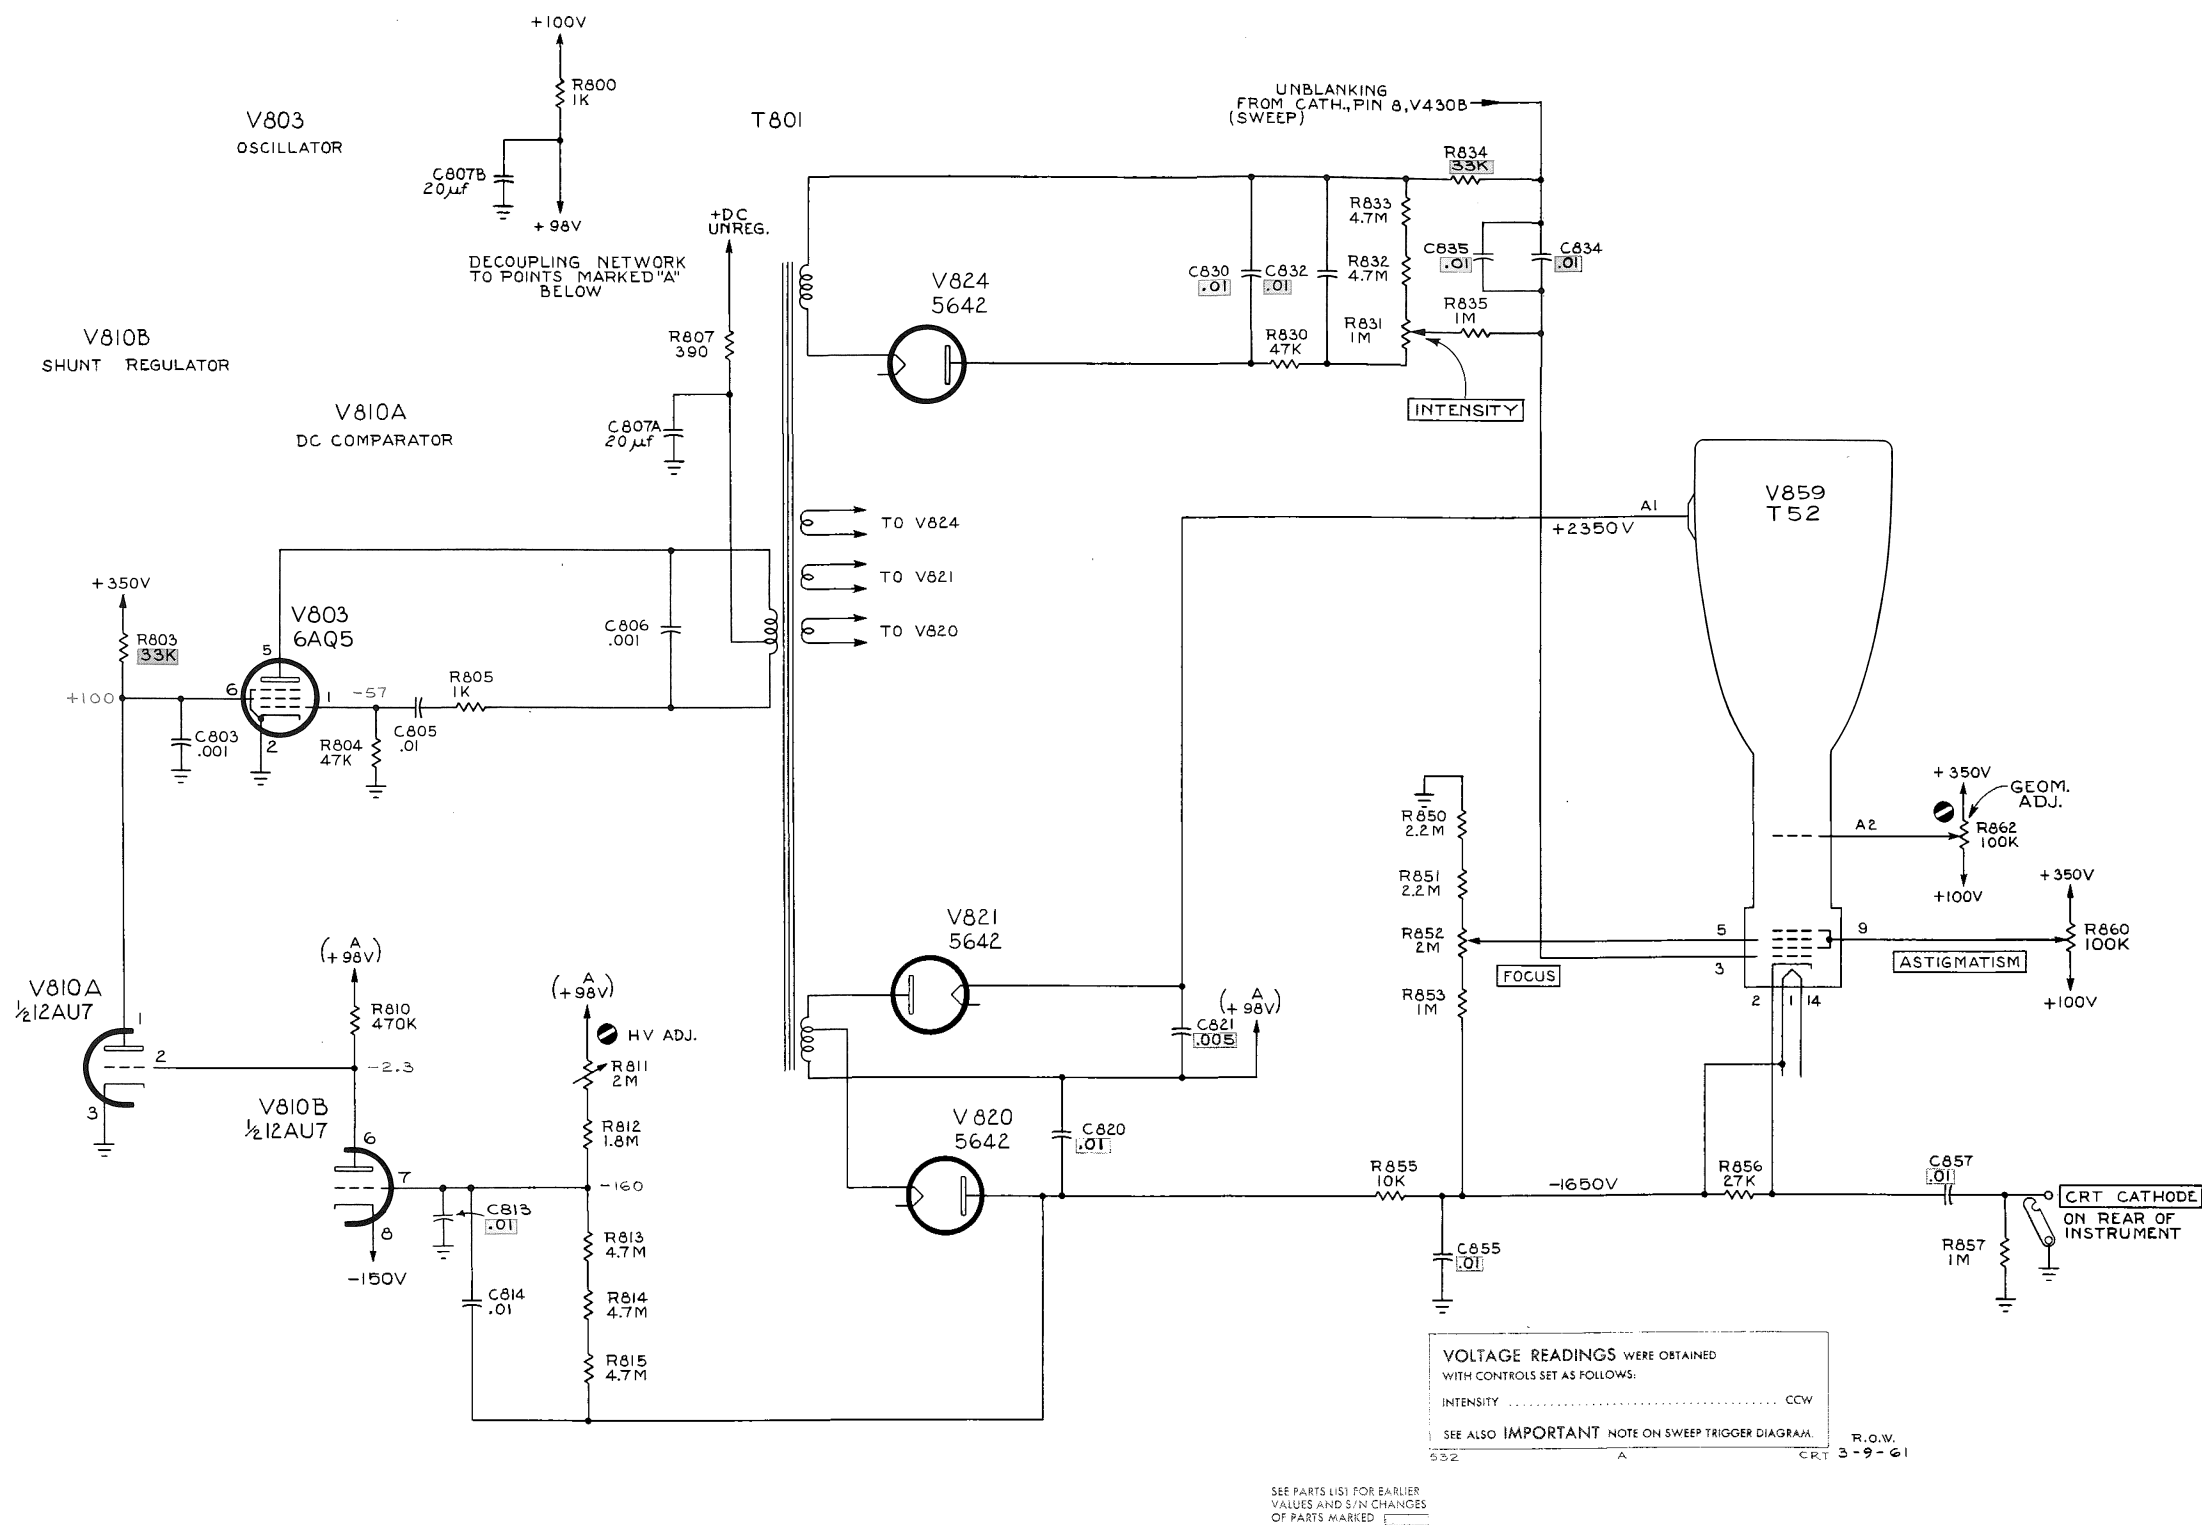 +100V
R800
1K
V803
OSCILLATOR
C807B
20µf
+98V
DECOUPLING NETWORK
TO POINTS MARKED "A"
BELOW
T801
+DC
UNREG.
UNBLANKING
FROM CATH., PIN 8, V430B
(SWEEP)
R834
33K
R833
4.7M
R832
4.7M
R831
1M
C835
.01
C834
.01
R835
1M
C830
.01
C832
.01
R830
47K
INTENSITY
V824
5642
V810B
SHUNT REGULATOR
V810A
DC COMPARATOR
R807
390
C807A
20µf
TO V824
TO V821
TO V820
A1
+2350V
V859
T52
+350V
R803
33K
+100
V803
6AQ5
5
6
1
2
-57
C803
.001
R804
47K
C805
.01
R805
1K
C806
.001
R850
2.2M
R851
2.2M
R852
2M
R853
1M
FOCUS
+350V
GEOM.
ADJ.
A2
R862
100K
+100V
+350V
5
3
9
R860
100K
ASTIGMATISM
2
1
14
+100V
V821
5642
C821
.005
A
(+98V)
V810A
½12AU7
1
2
3
A
(+98V)
R810
470K
-2.3
V810B
½12AU7
6
7
8
-150V
A
(+98V)
HV ADJ.
R811
2M
R812
1.8M
-160
C813
.01
R813
4.7M
C814
.01
R814
4.7M
R815
4.7M
V820
5642
C820
.01
R855
10K
-1650V
C855
.01
R856
27K
C857
.01
R857
1M
CRT CATHODE
ON REAR OF
INSTRUMENT
VOLTAGE READINGS WERE OBTAINED
WITH CONTROLS SET AS FOLLOWS:
INTENSITY ........................................ CCW
SEE ALSO IMPORTANT NOTE ON SWEEP TRIGGER DIAGRAM.
532 A CRT
R.O.W.
3-9-61
SEE PARTS LIST FOR EARLIER
VALUES AND S/N CHANGES
OF PARTS MARKED